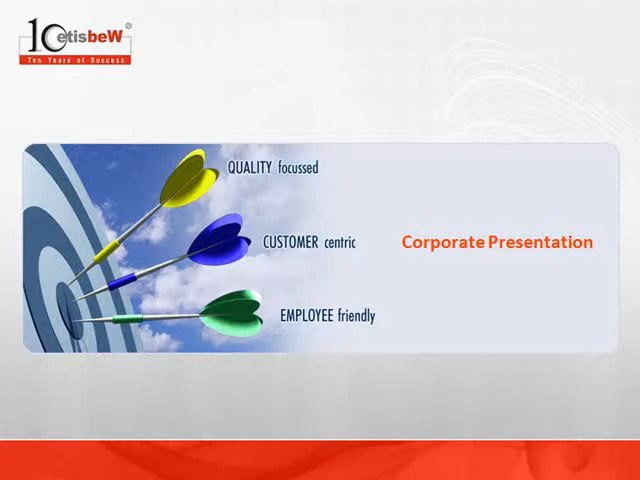 10 etisbeW®
Ten Years of Success
QUALITY focussed
CUSTOMER centric
Corporate Presentation
EMPLOYEE friendly